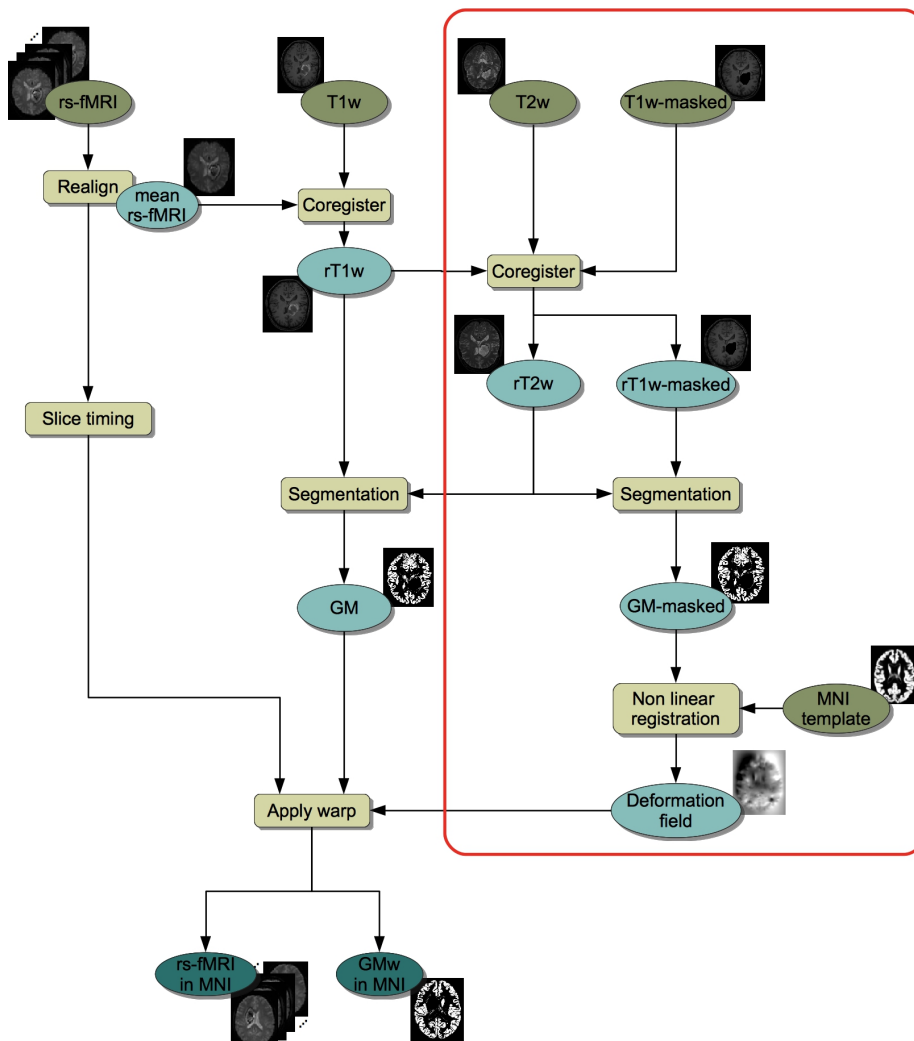 rs-fMRI
T1w
T2w
T1w-masked
Realign
mean
rs-fMRI
Coregister
rT1w
Coregister
rT2w
rT1w-masked
Slice timing
Segmentation
Segmentation
GM
GM-masked
Non linear
registration
MNI
template
Apply warp
Deformation
field
rs-fMRI
in MNI
GMw
in MNI